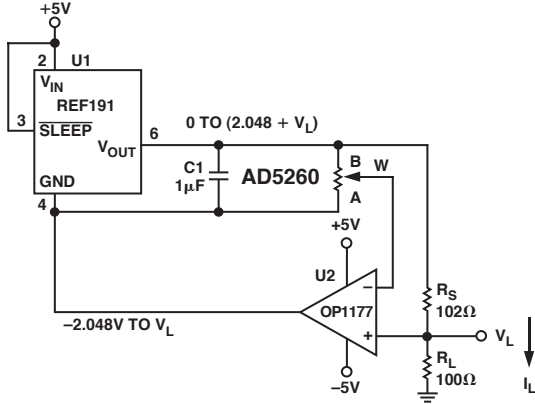 +5V
2
U1
V_IN
REF191
3
SLEEP
V_OUT
6
0 TO (2.048 + V_L)
GND
4
C1
1µF
AD5260
B
W
A
+5V
U2
–
OP1177
+
–5V
–2.048V TO V_L
R_S
102Ω
V_L
R_L
100Ω
I_L